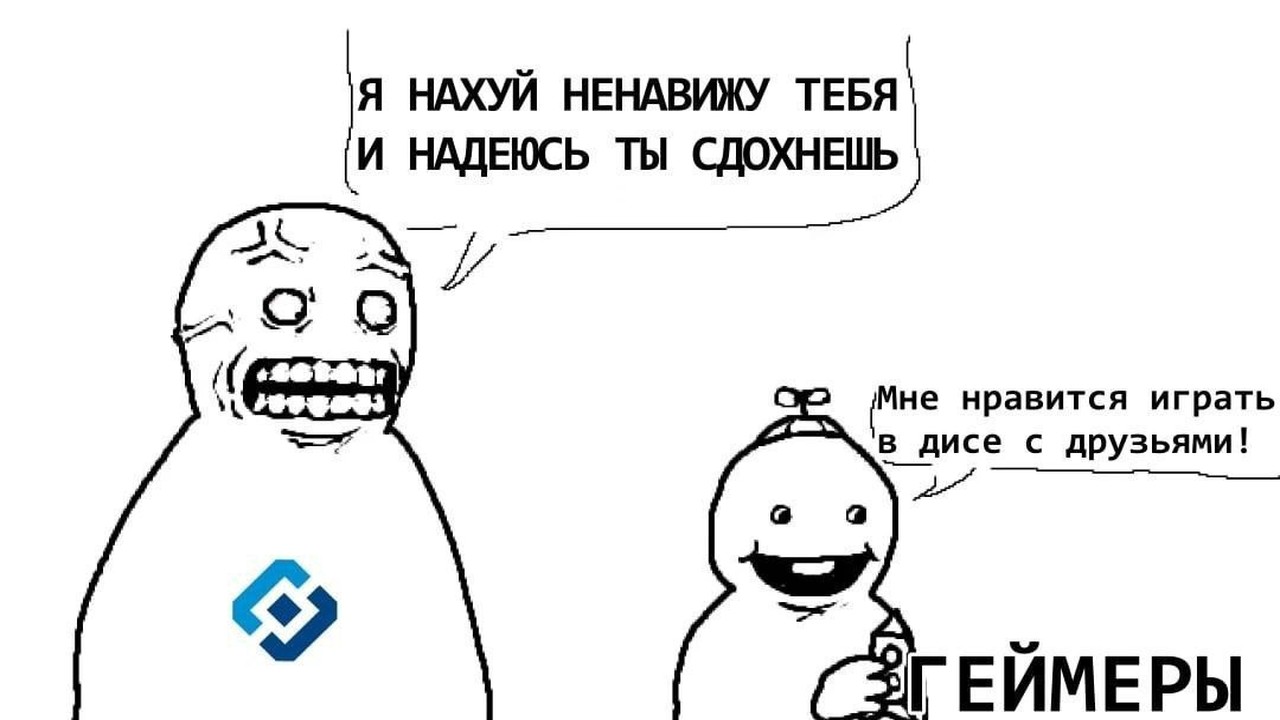 Я НАХУЙ НЕНАВИЖУ ТЕБЯ
И НАДЕЮСЬ ТЫ СДОХНЕШЬ
Мне нравится играть
в дисе с друзьями!
ГЕЙМЕРЫ